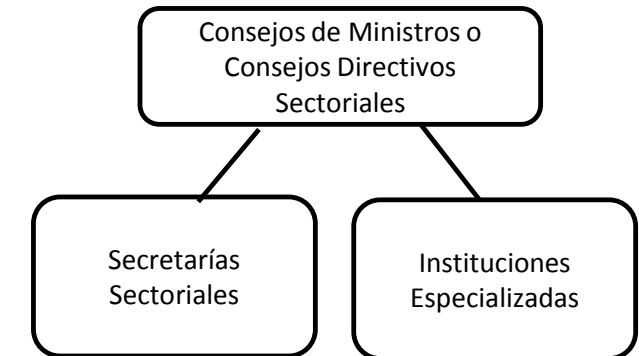 Consejos de Ministros o
Consejos Directivos
Sectoriales
Secretarías
Sectoriales
Instituciones
Especializadas